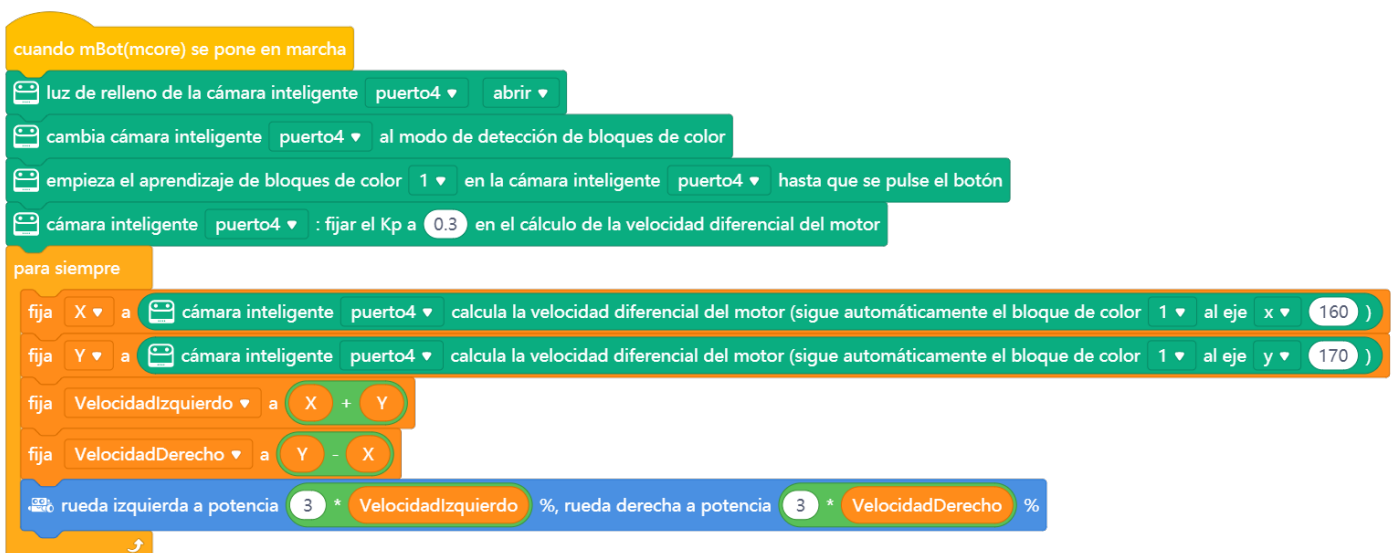 cuando mBot(mcore) se pone en marcha
luz de relleno de la cámara inteligente puerto4 abrir
cambia cámara inteligente puerto4 al modo de detección de bloques de color
empieza el aprendizaje de bloques de color 1 en la cámara inteligente puerto4 hasta que se pulse el botón
cámara inteligente puerto4 : fijar el Kp a 0.3 en el cálculo de la velocidad diferencial del motor
para siempre
fija X a cámara inteligente puerto4 calcula la velocidad diferencial del motor (sigue automáticamente el bloque de color 1 al eje x 160 )
fija Y a cámara inteligente puerto4 calcula la velocidad diferencial del motor (sigue automáticamente el bloque de color 1 al eje y 170 )
fija VelocidadIzquierdo a X + Y
fija VelocidadDerecho a Y - X
rueda izquierda a potencia 3 * VelocidadIzquierdo %, rueda derecha a potencia 3 * VelocidadDerecho %